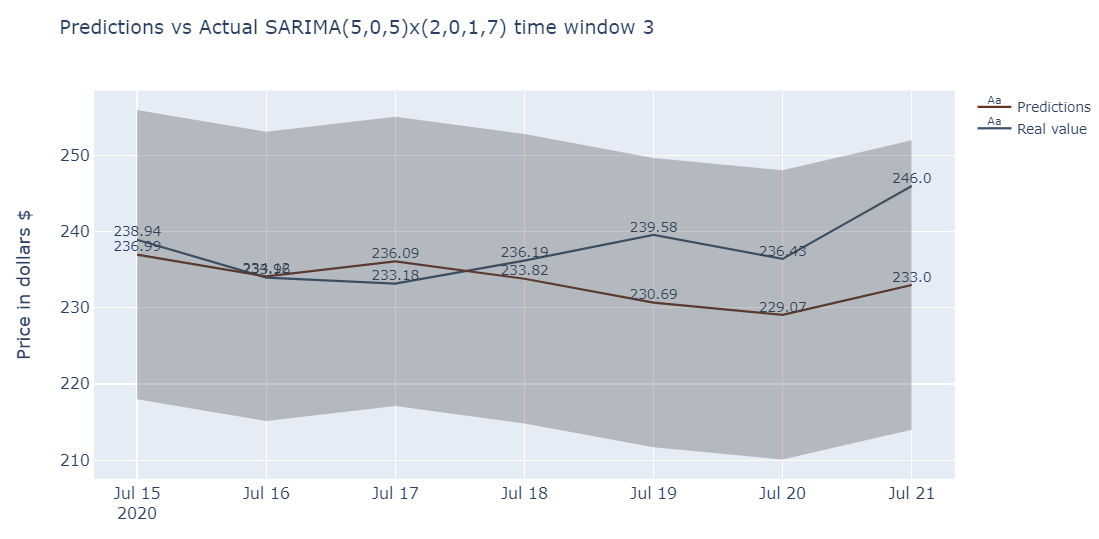 Predictions vs Actual SARIMA(5,0,5)x(2,0,1,7) time window 3
Aa
Predictions
Aa
Real value
Price in dollars $
250
240
230
220
210
238.94
236.99
236.09
233.18
236.19
233.82
239.58
230.69
236.43
229.07
246.0
233.0
Jul 15
2020
Jul 16
Jul 17
Jul 18
Jul 19
Jul 20
Jul 21